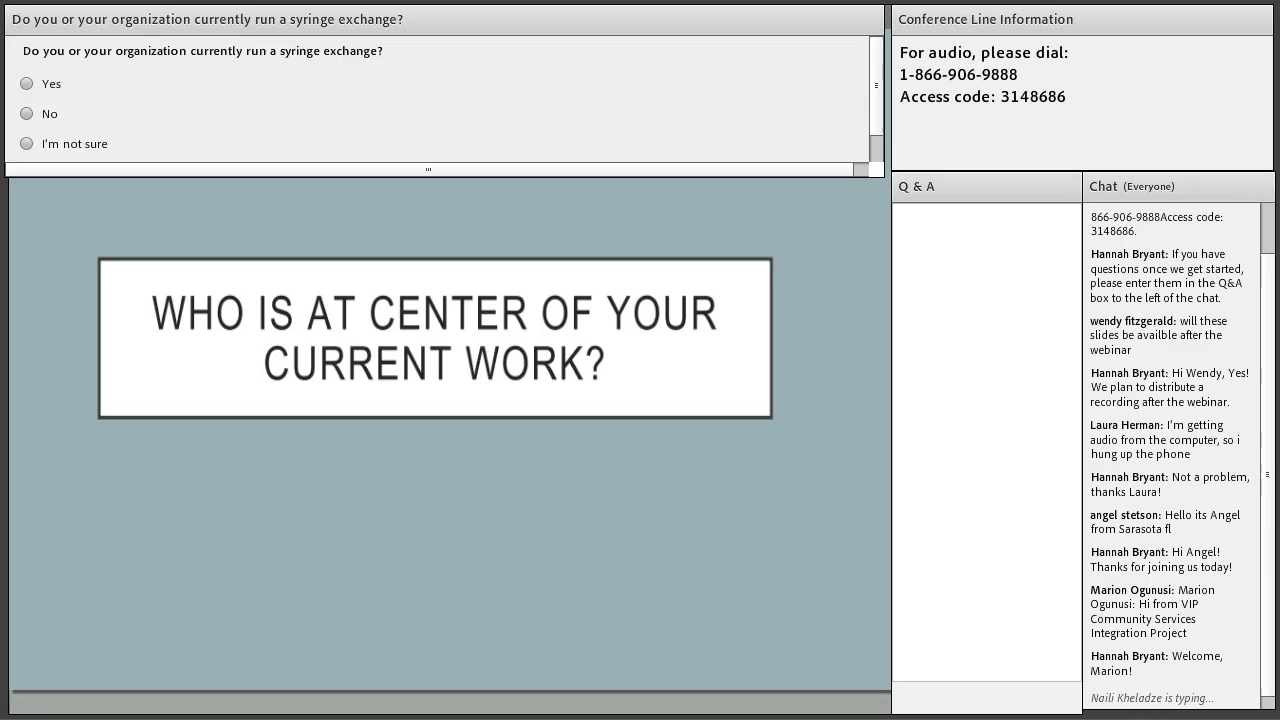 Do you or your organization currently run a syringe exchange?
Do you or your organization currently run a syringe exchange?
Yes
No
I'm not sure
WHO IS AT CENTER OF YOUR
CURRENT WORK?
Conference Line Information
For audio, please dial:
1-866-906-9888
Access code: 3148686
Q & A
Chat (Everyone)
866-906-9888Access code:
3148686.
Hannah Bryant: If you have
questions once we get started,
please enter them in the Q&A
box to the left of the chat.
wendy fitzgerald: will these
slides be availble after the
webinar
Hannah Bryant: Hi Wendy, Yes!
We plan to distribute a
recording after the webinar.
Laura Herman: I'm getting
audio from the computer, so i
hung up the phone
Hannah Bryant: Not a problem,
thanks Laura!
angel stetson: Hello its Angel
from Sarasota fl
Hannah Bryant: Hi Angel!
Thanks for joining us today!
Marion Ogunusi: Marion
Ogunusi: Hi from VIP
Community Services
Integration Project
Hannah Bryant: Welcome,
Marion!
Naili Kheladze is typing...